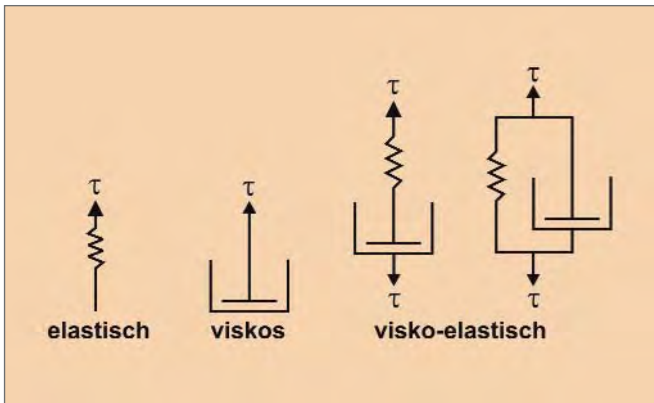 τ
τ
τ
τ
τ
τ
elastisch
viskos
visko-elastisch